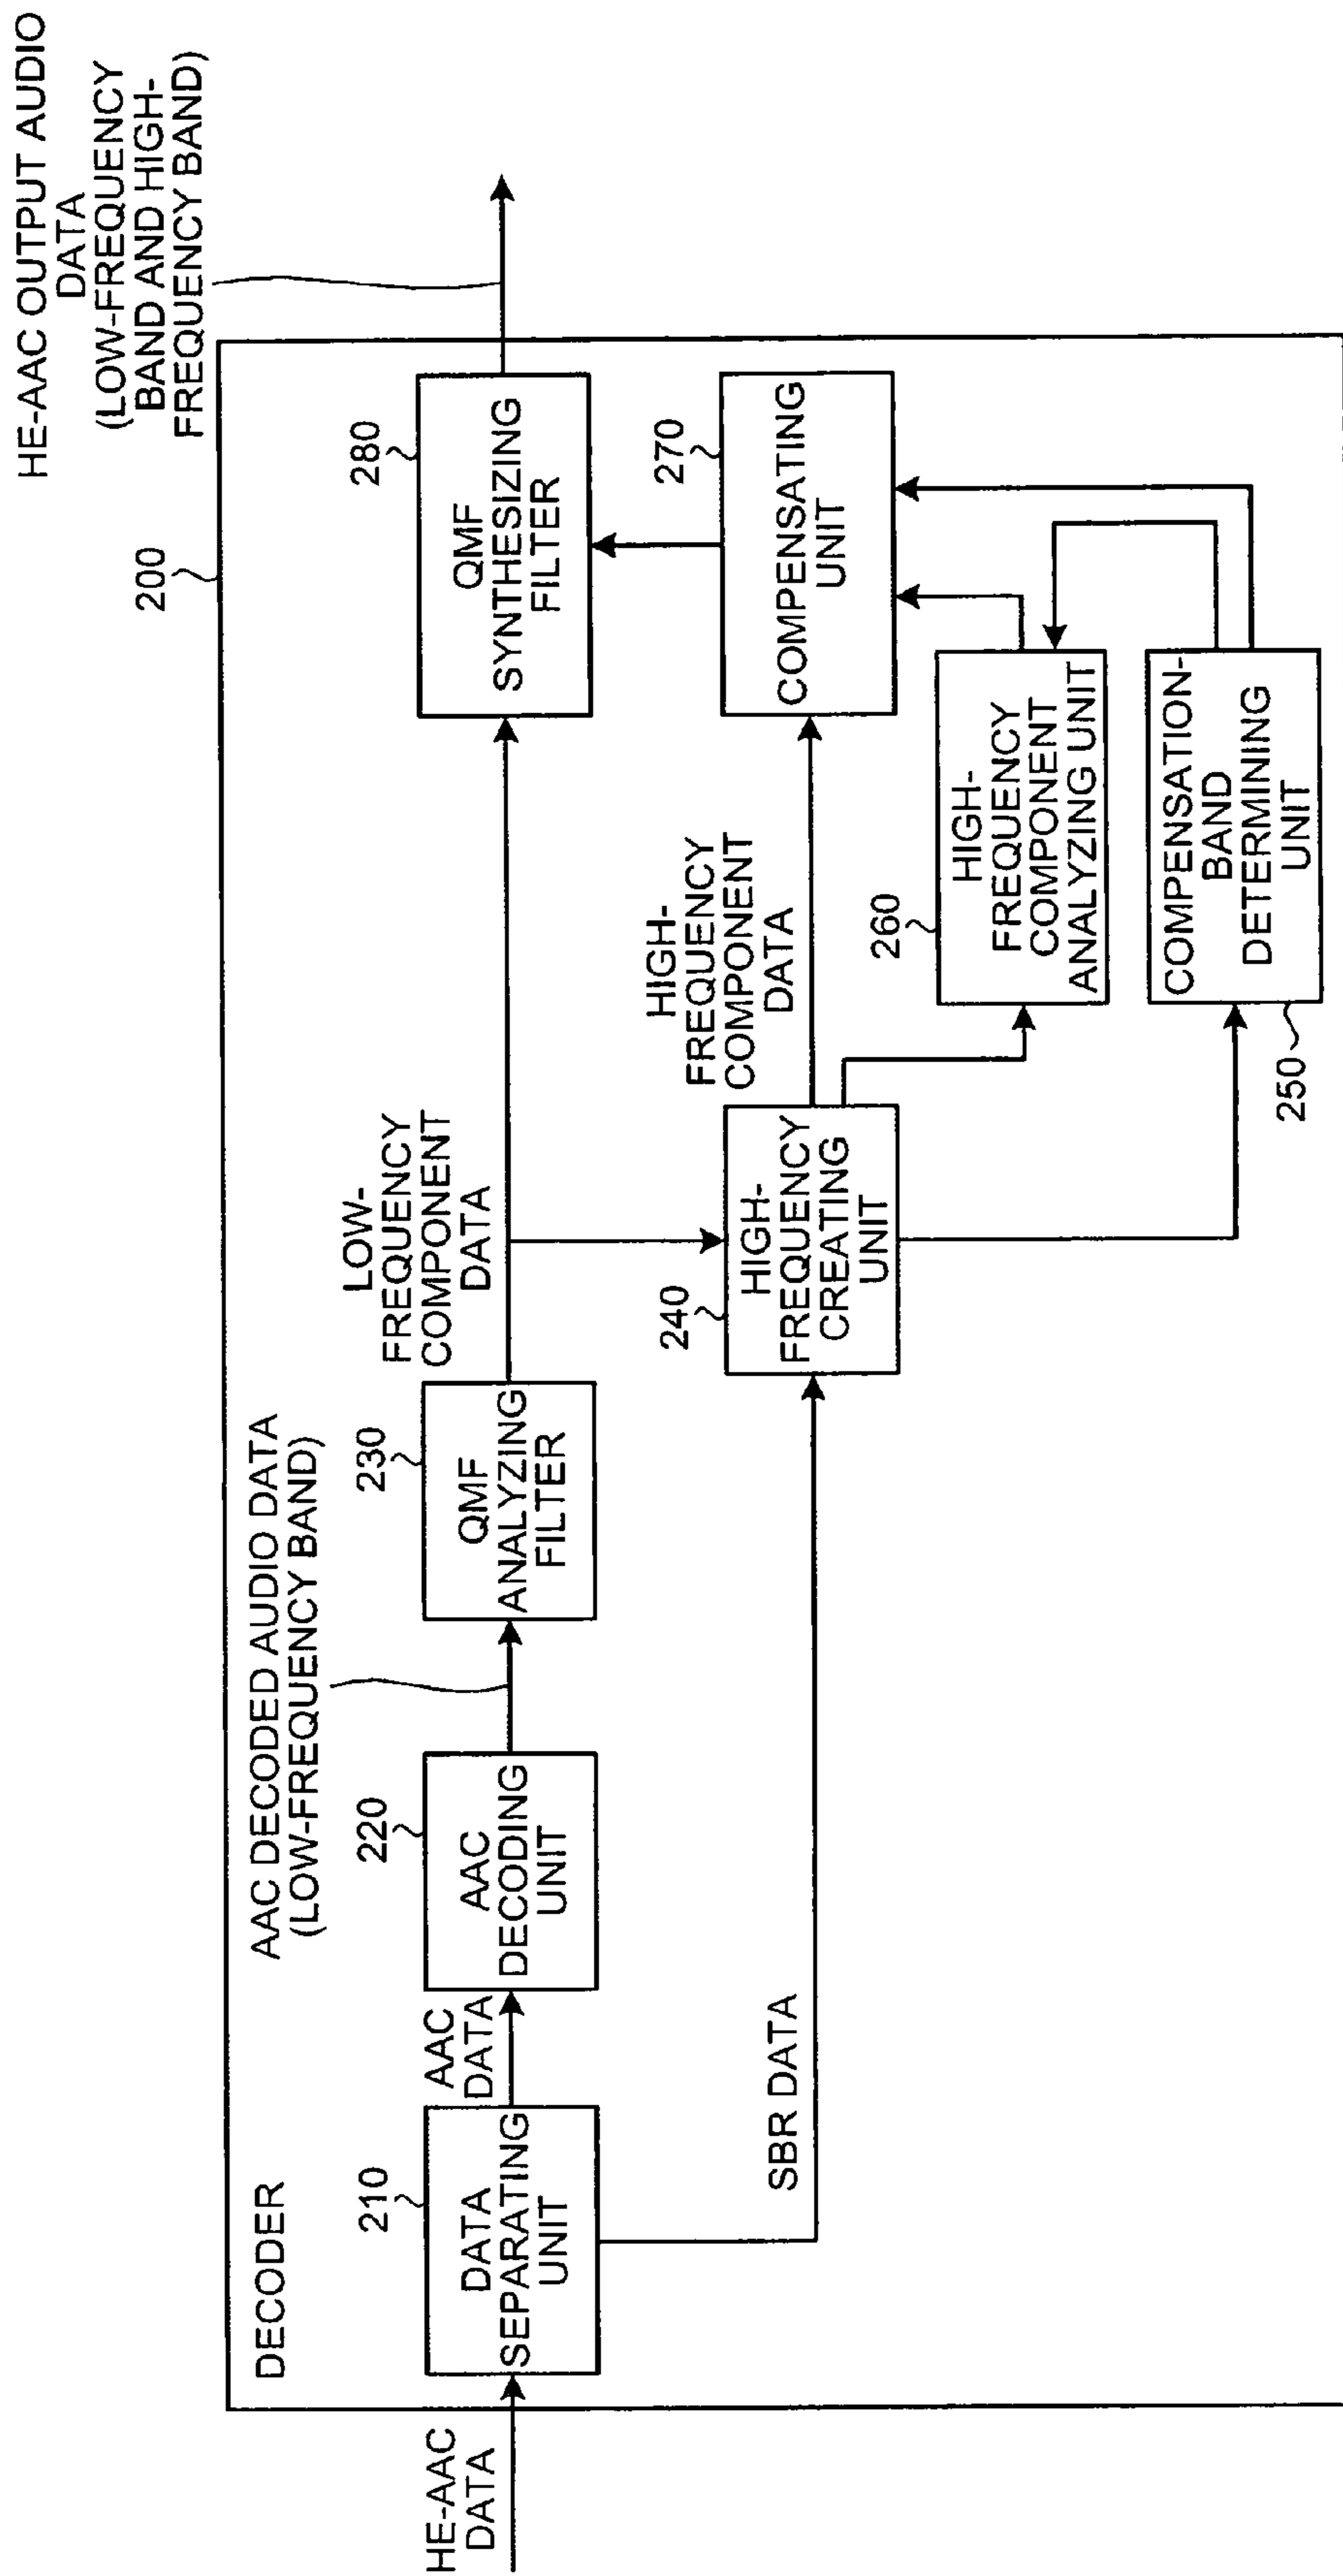 HE-AAC
DATA
DECODER
210
DATA
SEPARATING
UNIT
AAC
DATA
220
AAC
DECODING
UNIT
AAC DECODED AUDIO DATA
(LOW-FREQUENCY BAND)
230
QMF
ANALYZING
FILTER
LOW-
FREQUENCY
COMPONENT
DATA
200
280
QMF
SYNTHESIZING
FILTER
HE-AAC OUTPUT AUDIO
DATA
(LOW-FREQUENCY
BAND AND HIGH-
FREQUENCY BAND)
SBR DATA
240
HIGH-
FREQUENCY
CREATING
UNIT
HIGH-
FREQUENCY
COMPONENT
DATA
270
COMPENSATING
UNIT
260
HIGH-
FREQUENCY
COMPONENT
ANALYZING UNIT
250
COMPENSATION-
BAND
DETERMINING
UNIT